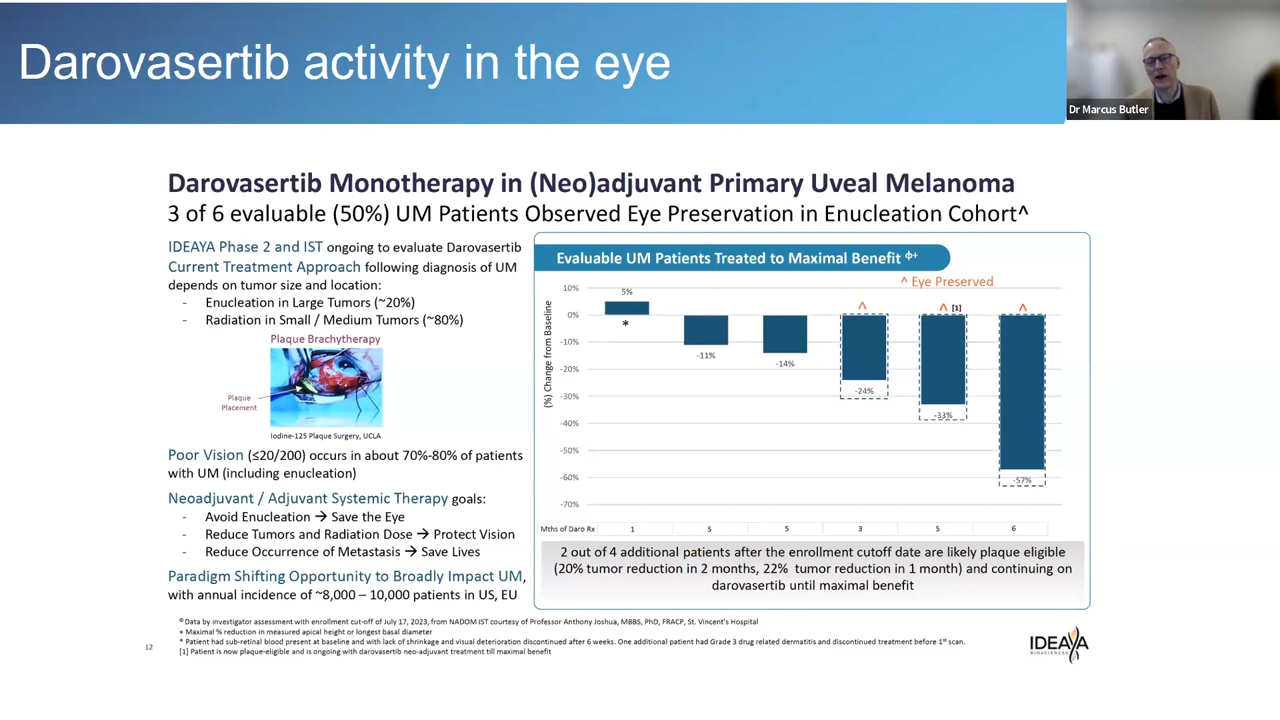 Darovasertib activity in the eye
Dr Marcus Butler
Darovasertib Monotherapy in (Neo)adjuvant Primary Uveal Melanoma
3 of 6 evaluable (50%) UM Patients Observed Eye Preservation in Enucleation Cohort^
IDEAYA Phase 2 and IST ongoing to evaluate Darovasertib
Current Treatment Approach following diagnosis of UM
depends on tumor size and location:
- Enucleation in Large Tumors (~20%)
- Radiation in Small / Medium Tumors (~80%)
Plaque Brachytherapy
Plaque
Placement
Iodine-125 Plaque Surgery, UCLA
Poor Vision (≤20/200) occurs in about 70%-80% of patients
with UM (including enucleation)
Neoadjuvant / Adjuvant Systemic Therapy goals:
- Avoid Enucleation → Save the Eye
- Reduce Tumors and Radiation Dose → Protect Vision
- Reduce Occurrence of Metastasis → Save Lives
Paradigm Shifting Opportunity to Broadly Impact UM,
with annual incidence of ~8,000 – 10,000 patients in US, EU
Evaluable UM Patients Treated to Maximal Benefit ϕ+
^ Eye Preserved
(%) Change from Baseline
10%
0%
-10%
-20%
-30%
-40%
-50%
-60%
-70%
5%
*
-11%
-14%
^
-24%
^ [1]
-33%
^
-57%
Mths of Daro Rx 1 5 5 3 5 6
2 out of 4 additional patients after the enrollment cutoff date are likely plaque eligible
(20% tumor reduction in 2 months, 22% tumor reduction in 1 month) and continuing on
darovasertib until maximal benefit
Φ Data by investigator assessment with enrollment cut-off of July 17, 2023, from NADOM IST courtesy of Professor Anthony Joshua, MBBS, PhD, FRACP, St. Vincent's Hospital
+ Maximal % reduction in measured apical height or longest basal diameter
* Patient had sub-retinal blood present at baseline and with lack of shrinkage and visual deterioration discontinued after 6 weeks. One additional patient had Grade 3 drug related dermatitis and discontinued treatment before 1st scan.
[1] Patient is now plaque-eligible and is ongoing with darovasertib neo-adjuvant treatment till maximal benefit
12
IDEAYA
BIOSCIENCES